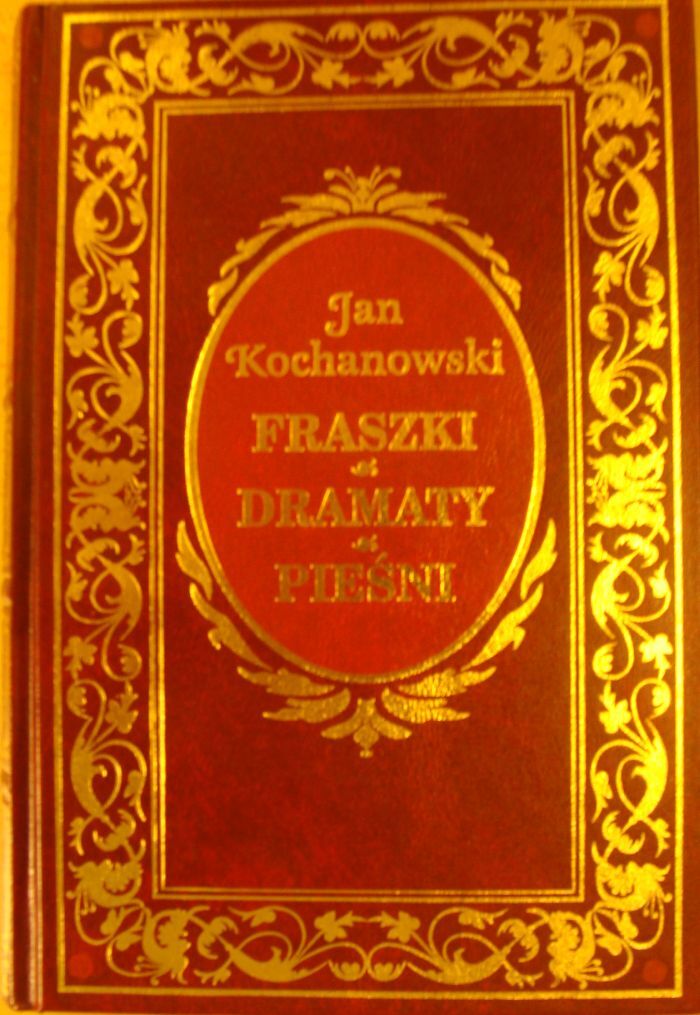 Jan
Kochanowski
FRASZKI
DRAMATY
PIEŚNI